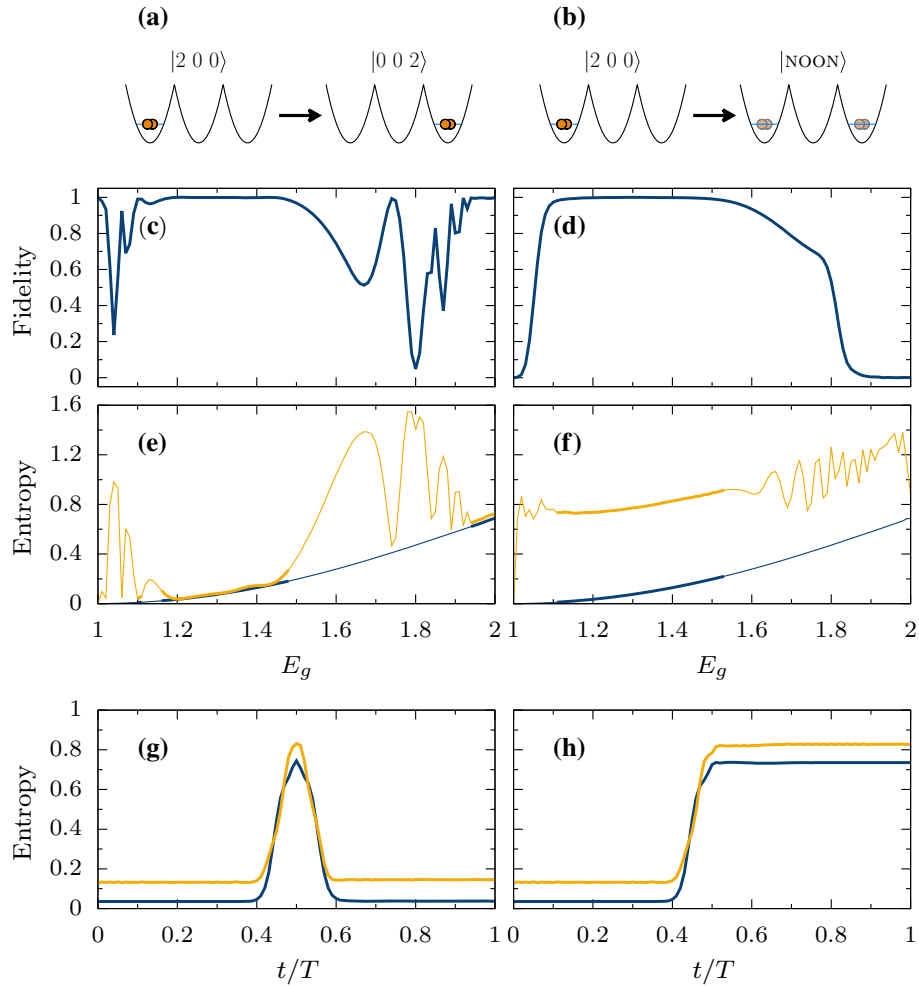 (a) (b)
|2 0 0⟩ |0 0 2⟩ |2 0 0⟩ |NOON⟩
1
0.8
0.6
0.4
0.2
0
Fidelity
(c)
(d)
1.6
1.2
0.8
0.4
0
Entropy
(e)
(f)
1 1.2 1.4 1.6 1.8 2 1 1.2 1.4 1.6 1.8 2
E_g E_g
1
0.8
0.6
0.4
0.2
0
Entropy
(g)
(h)
0 0.2 0.4 0.6 0.8 1 0 0.2 0.4 0.6 0.8 1
t/T t/T